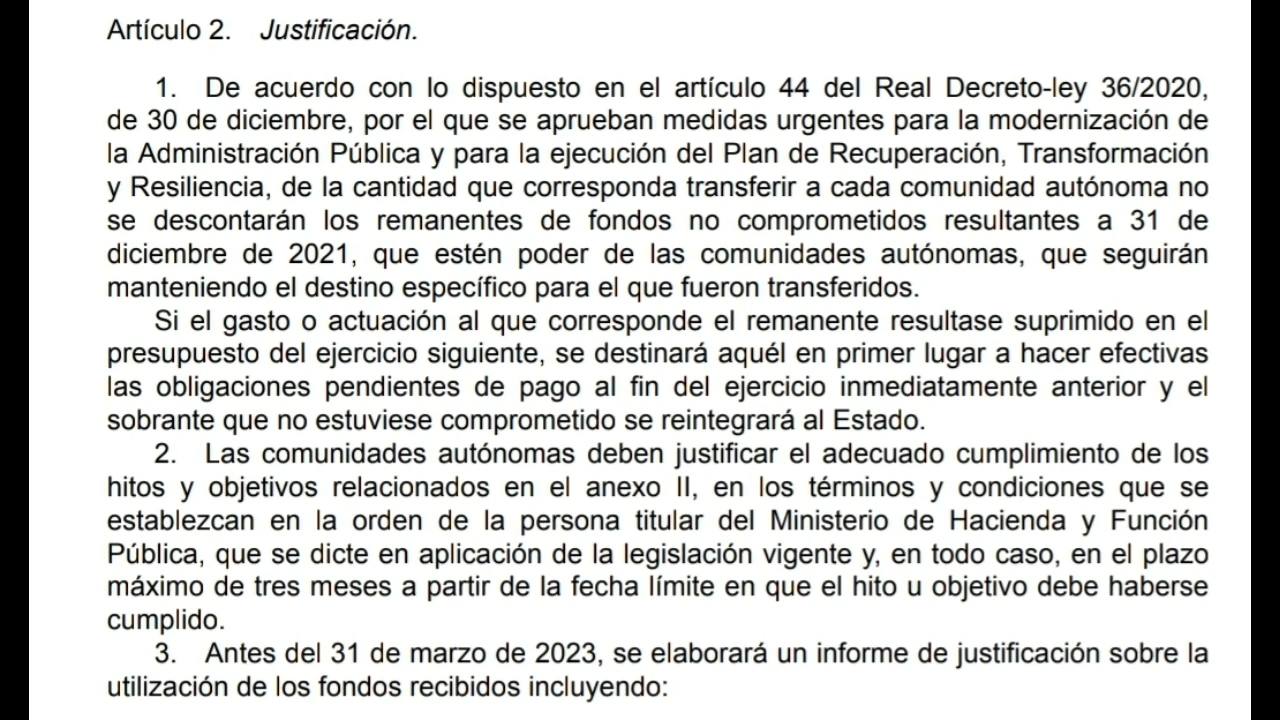 Artículo 2. Justificación.
1. De acuerdo con lo dispuesto en el artículo 44 del Real Decreto-ley 36/2020,
de 30 de diciembre, por el que se aprueban medidas urgentes para la modernización de
la Administración Pública y para la ejecución del Plan de Recuperación, Transformación
y Resiliencia, de la cantidad que corresponda transferir a cada comunidad autónoma no
se descontarán los remanentes de fondos no comprometidos resultantes a 31 de
diciembre de 2021, que estén poder de las comunidades autónomas, que seguirán
manteniendo el destino específico para el que fueron transferidos.
Si el gasto o actuación al que corresponde el remanente resultase suprimido en el
presupuesto del ejercicio siguiente, se destinará aquél en primer lugar a hacer efectivas
las obligaciones pendientes de pago al fin del ejercicio inmediatamente anterior y el
sobrante que no estuviese comprometido se reintegrará al Estado.
2. Las comunidades autónomas deben justificar el adecuado cumplimiento de los
hitos y objetivos relacionados en el anexo II, en los términos y condiciones que se
establezcan en la orden de la persona titular del Ministerio de Hacienda y Función
Pública, que se dicte en aplicación de la legislación vigente y, en todo caso, en el plazo
máximo de tres meses a partir de la fecha límite en que el hito u objetivo debe haberse
cumplido.
3. Antes del 31 de marzo de 2023, se elaborará un informe de justificación sobre la
utilización de los fondos recibidos incluyendo: